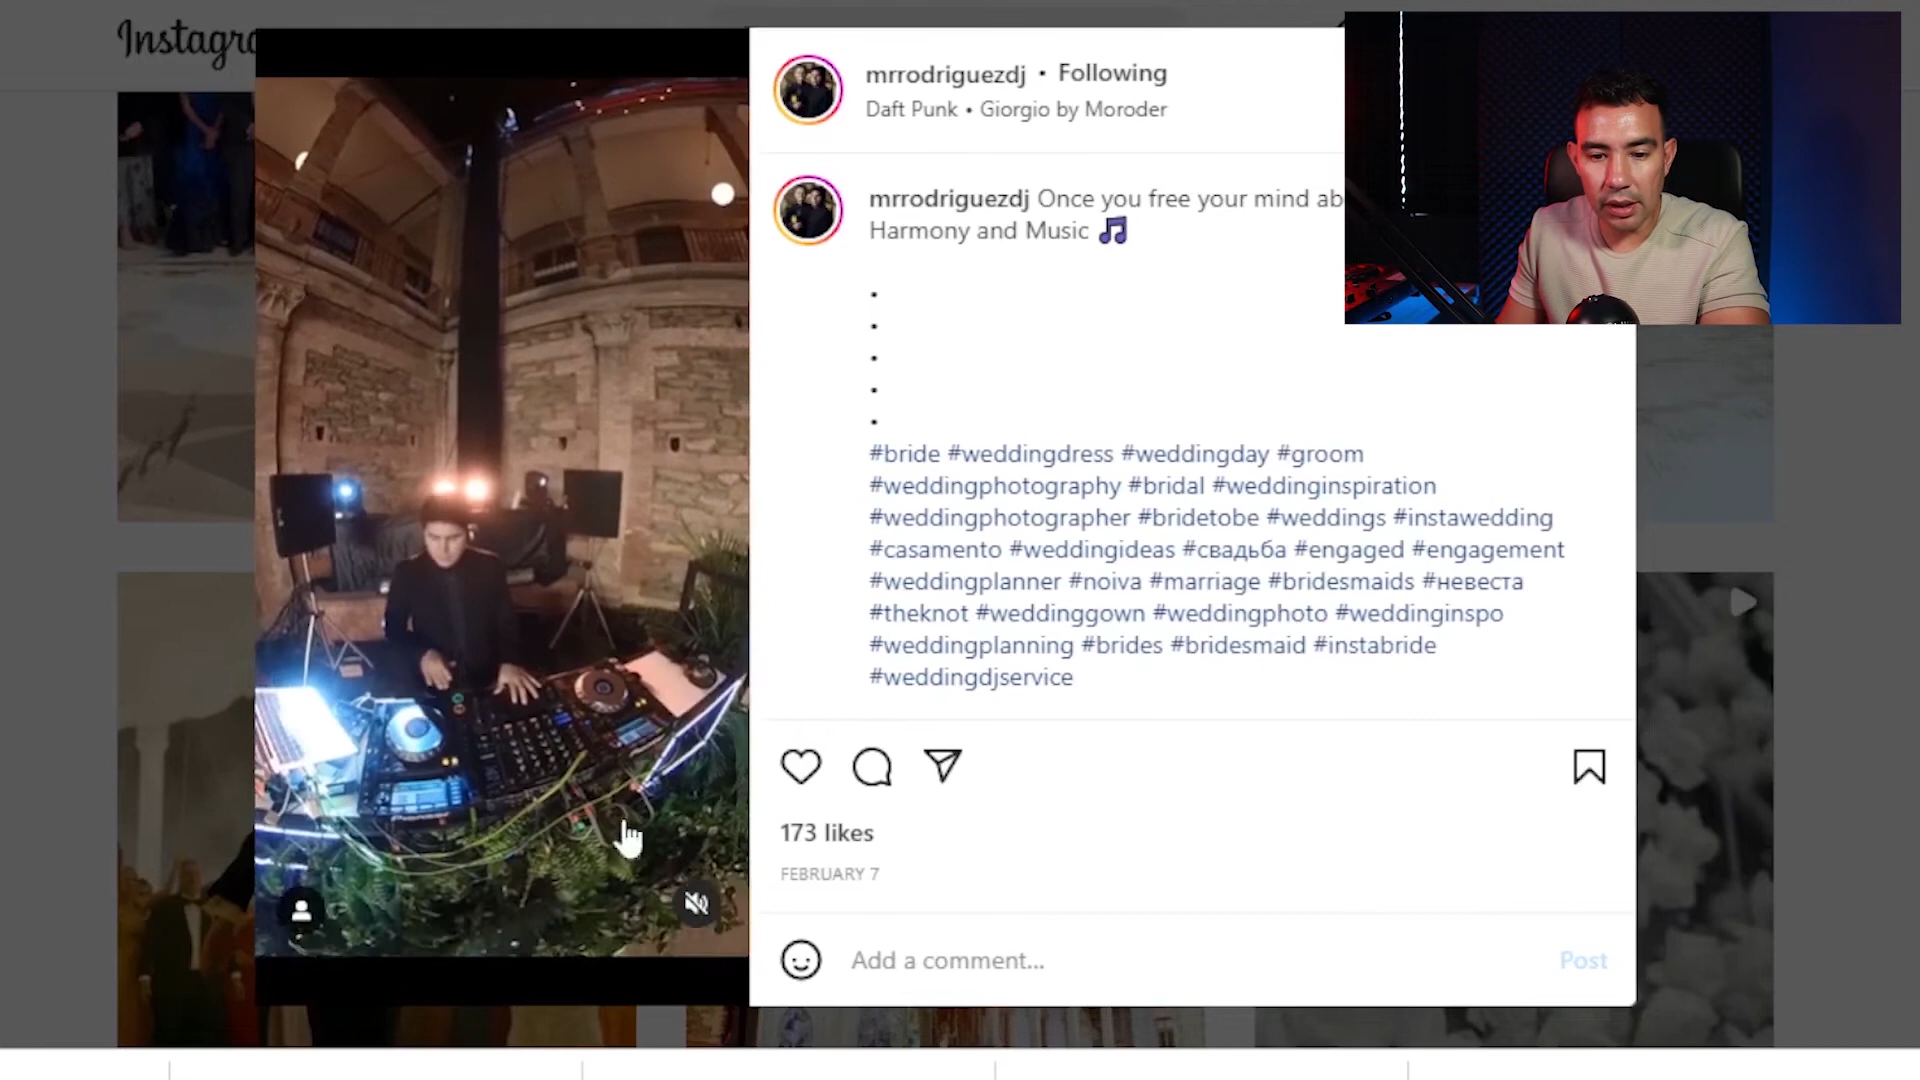 Instagra
mrrodriguezdj • Following
Daft Punk • Giorgio by Moroder
mrrodriguezdj Once you free your mind ab
Harmony and Music 🎵
.
.
.
.
.
#bride #weddingdress #weddingday #groom
#weddingphotography #bridal #weddinginspiration
#weddingphotographer #bridetobe #weddings #instawedding
#casamento #weddingideas #свадьба #engaged #engagement
#weddingplanner #noiva #marriage #bridesmaids #невеста
#theknot #weddinggown #weddingphoto #weddinginspo
#weddingplanning #brides #bridesmaid #instabride
#weddingdjservice
173 likes
FEBRUARY 7
Add a comment...
Post